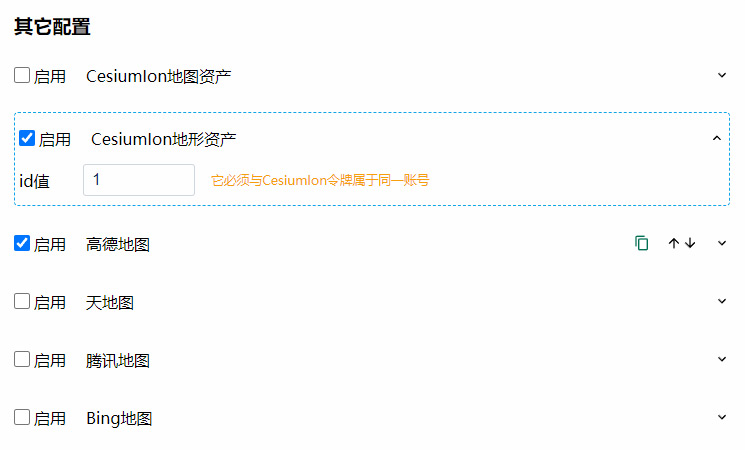 其它配置
启用 CesiumIon地图资产
启用 CesiumIon地形资产
id值 1 它必须与CesiumIon令牌属于同一账号
启用 高德地图
启用 天地图
启用 腾讯地图
启用 Bing地图